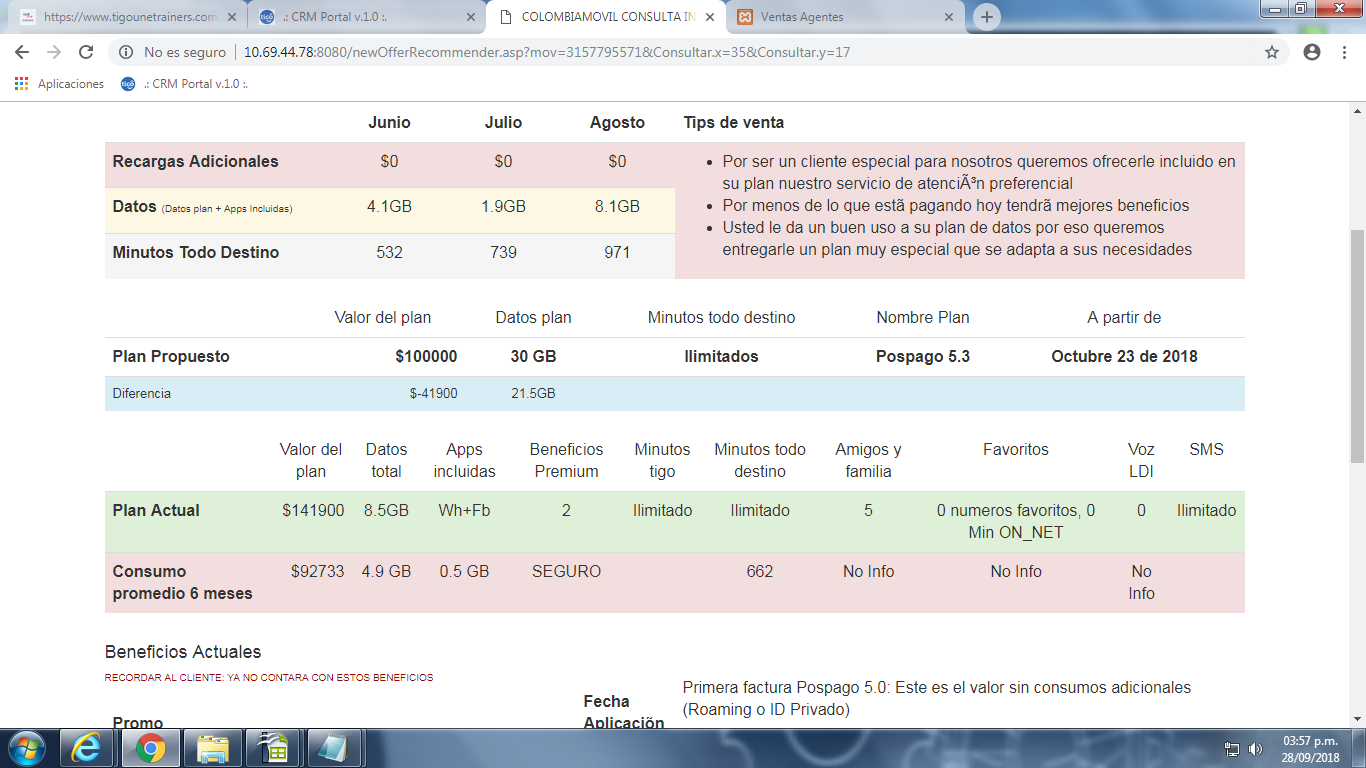 https://www.tigounetrainers.com
.: CRM Portal v.1.0 :.
COLOMBIAMOVIL CONSULTA IN
Ventas Agentes
No es seguro
10.69.44.78:8080/newOfferRecommender.asp?mov=3157795571&Consultar.x=35&Consultar.y=17
Aplicaciones
tigo
.: CRM Portal v.1.0 :.
Junio Julio Agosto Tips de venta
Recargas Adicionales $0 $0 $0
Datos (Datos plan + Apps Incluidas) 4.1GB 1.9GB 8.1GB
Minutos Todo Destino 532 739 971
• Por ser un cliente especial para nosotros queremos ofrecerle incluido en
su plan nuestro servicio de atenciÃ³n preferencial
• Por menos de lo que estã pagando hoy tendrã mejores beneficios
• Usted le da un buen uso a su plan de datos por eso queremos
entregarle un plan muy especial que se adapta a sus necesidades
Valor del plan Datos plan Minutos todo destino Nombre Plan A partir de
Plan Propuesto $100000 30 GB Ilimitados Pospago 5.3 Octubre 23 de 2018
Diferencia $-41900 21.5GB
Valor del Datos Apps Beneficios Minutos Minutos todo Amigos y Favoritos Voz SMS
plan total incluidas Premium tigo destino familia LDI
Plan Actual $141900 8.5GB Wh+Fb 2 Ilimitado Ilimitado 5 0 numeros favoritos, 0 0 Ilimitado
Min ON_NET
Consumo $92733 4.9 GB 0.5 GB SEGURO 662 No Info No Info No
promedio 6 meses Info
Beneficios Actuales
RECORDAR AL CLIENTE: YA NO CONTARA CON ESTOS BENEFICIOS
Primera factura Pospago 5.0: Este es el valor sin consumos adicionales
(Roaming o ID Privado)
Fecha
Promo Aplicaciõn
03:57 p.m.
28/09/2018